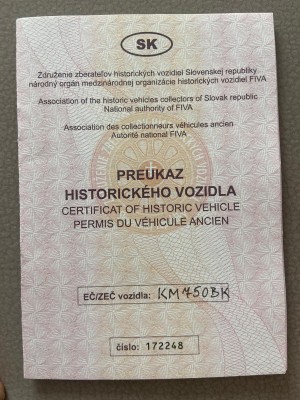 SK
Združenie zberateľov historických vozidiel Slovenskej republiky
národný orgán medzinárodnej organizácie historických vozidiel FIVA
Association of the historic vehicles collectors of Slovak republic
National authority of FIVA
Association des collectionneurs véhicules ancien
Autorité national FIVA
PREUKAZ
HISTORICKÉHO VOZIDLA
CERTIFICAT OF HISTORIC VEHICLE
PERMIS DU VÉHICULE ANCIEN
EČ/ZEČ vozidla: KM750BK
číslo: 172248